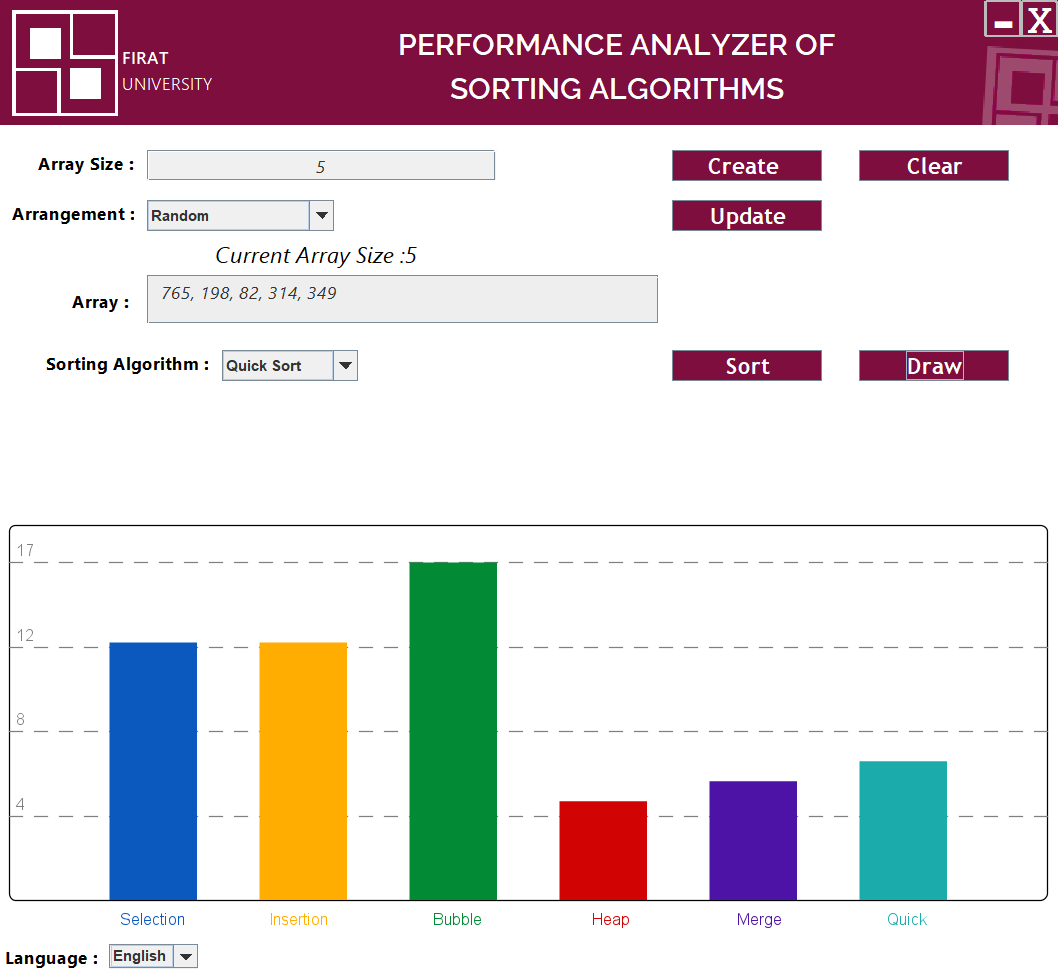 FIRAT
UNIVERSITY
PERFORMANCE ANALYZER OF
SORTING ALGORITHMS
X
Array Size : 5 Create Clear
Arrangement : Random Update
Current Array Size :5
Array : 765, 198, 82, 314, 349
Sorting Algorithm : Quick Sort Sort Draw
17
12
8
4
Selection Insertion Bubble Heap Merge Quick
Language : English